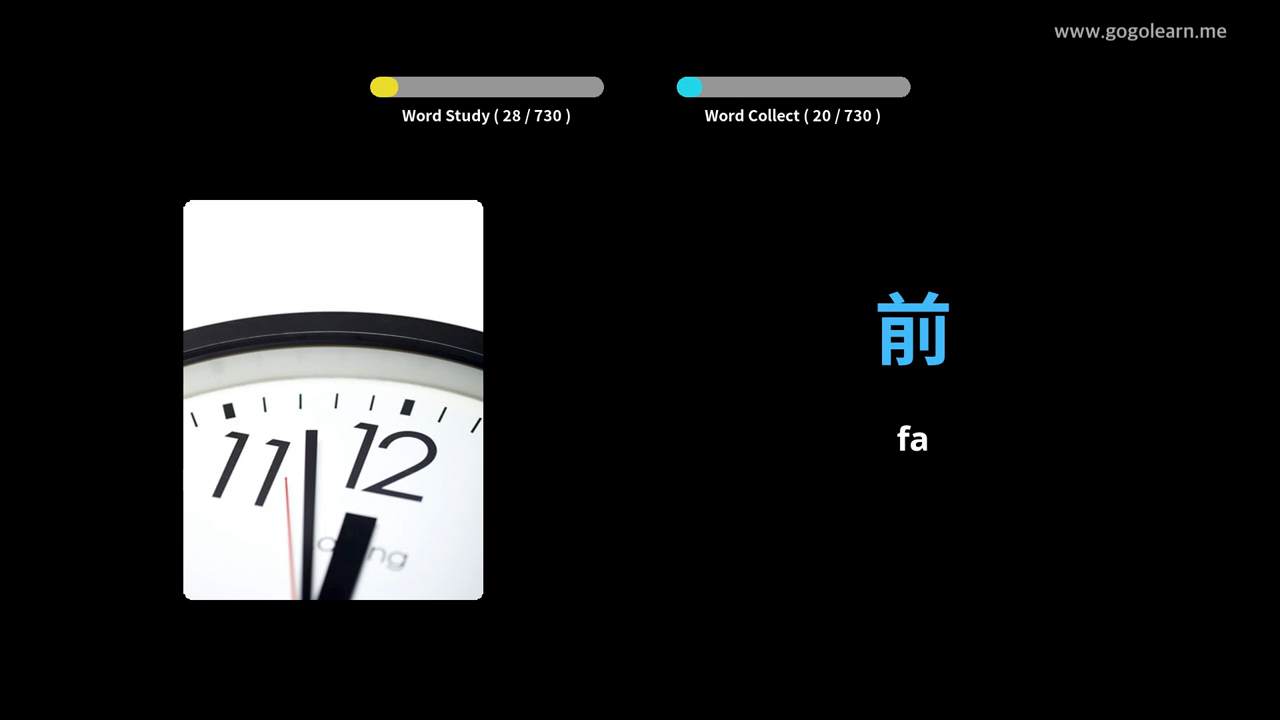 www.gogolearn.me
Word Study ( 28 / 730 )
Word Collect ( 20 / 730 )
前
fa
11
12